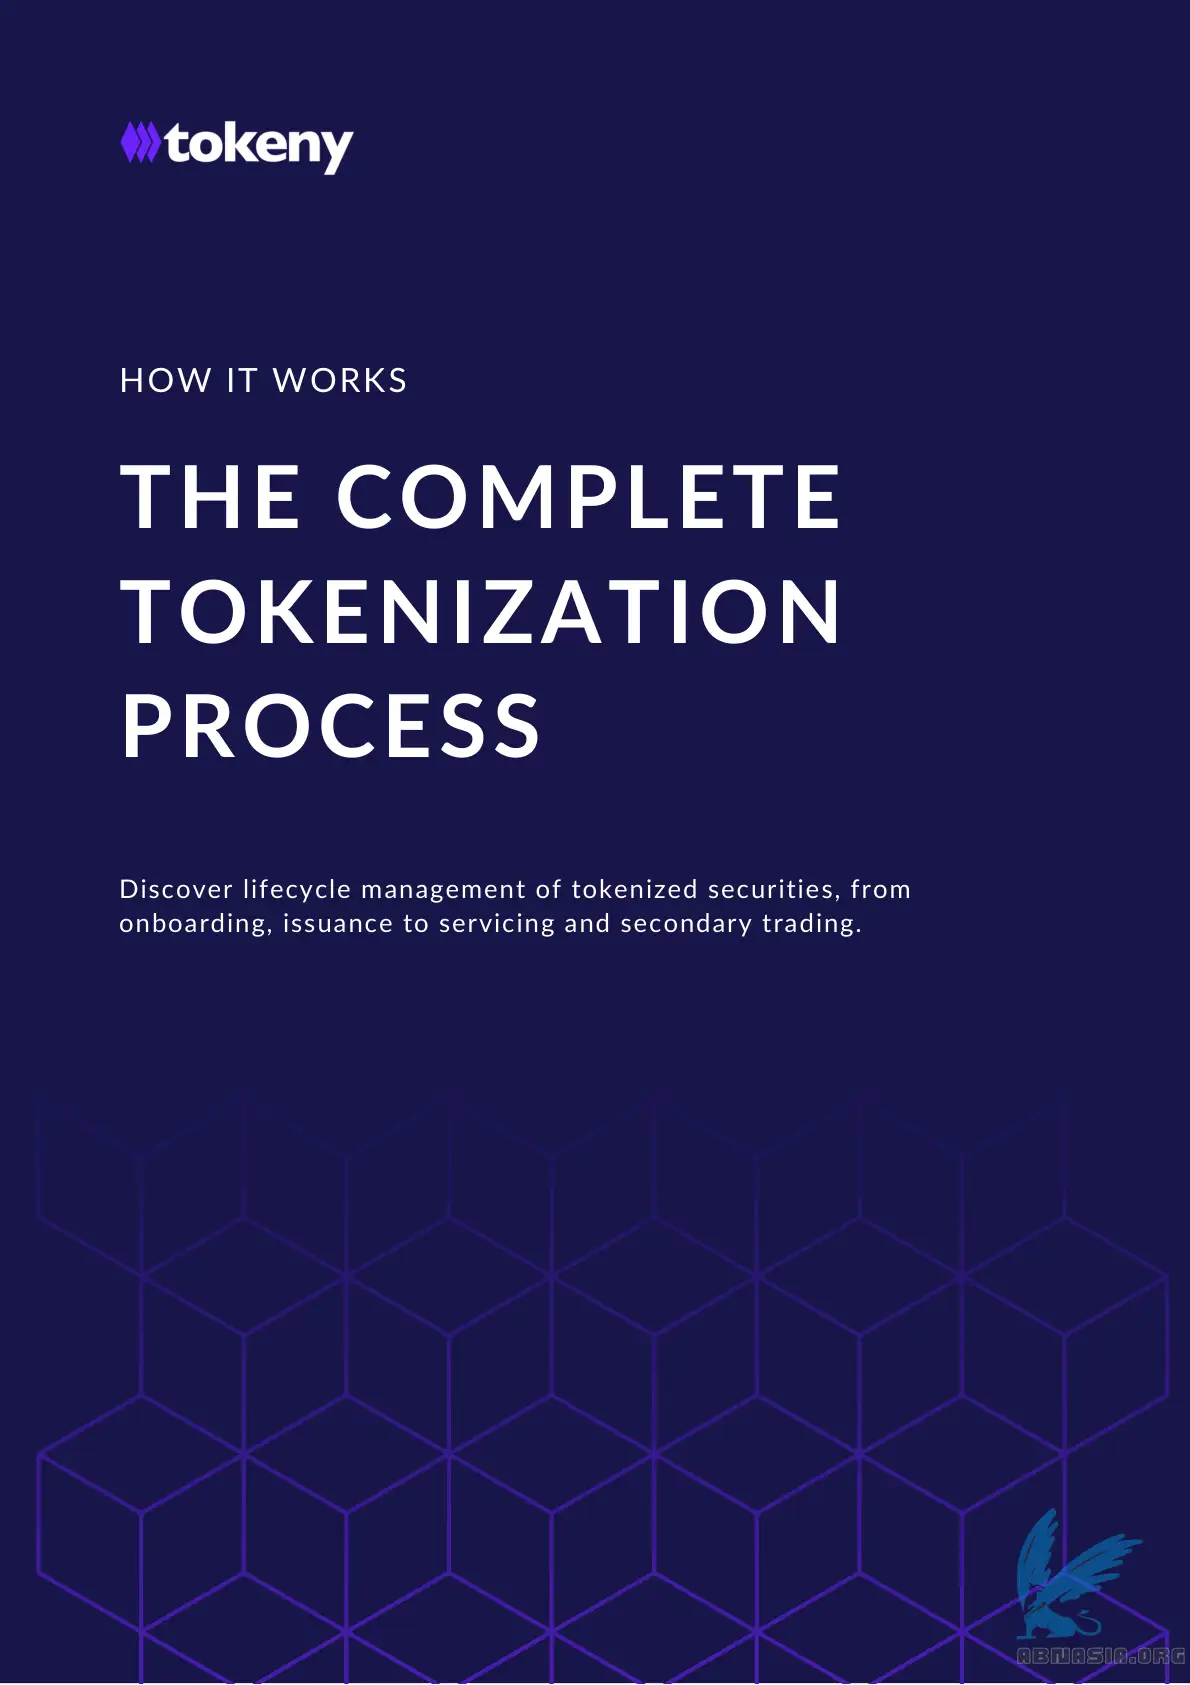 tokeny
HOW IT WORKS
THE COMPLETE
TOKENIZATION
PROCESS
Discover lifecycle management of tokenized securities, from
onboarding, issuance to servicing and secondary trading.
ABNASIA.ORG